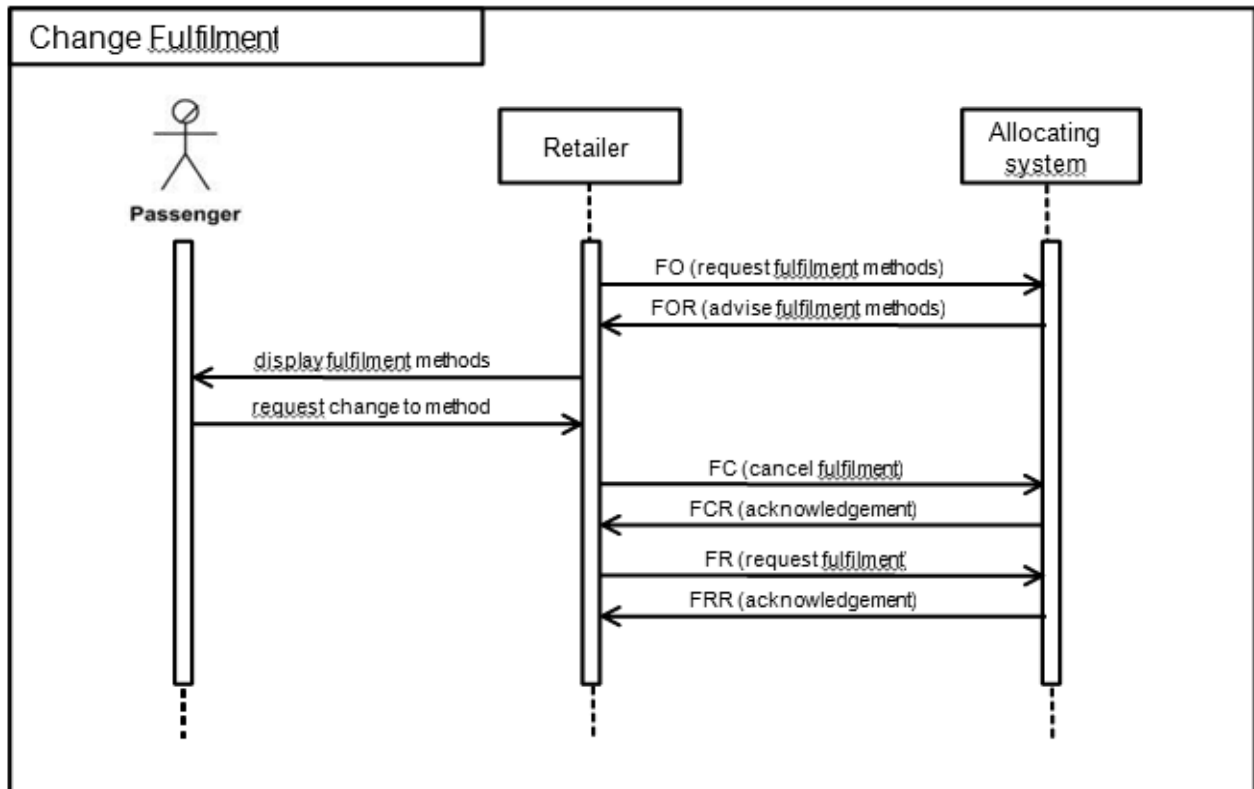 Change Fulfilment
Passenger
Retailer
Allocating
system
FO (request fulfilment methods)
FOR (advise fulfilment methods)
display fulfilment methods
request change to method
FC (cancel fulfilment)
FCR (acknowledgement)
FR (request fulfilment
FRR (acknowledgement)